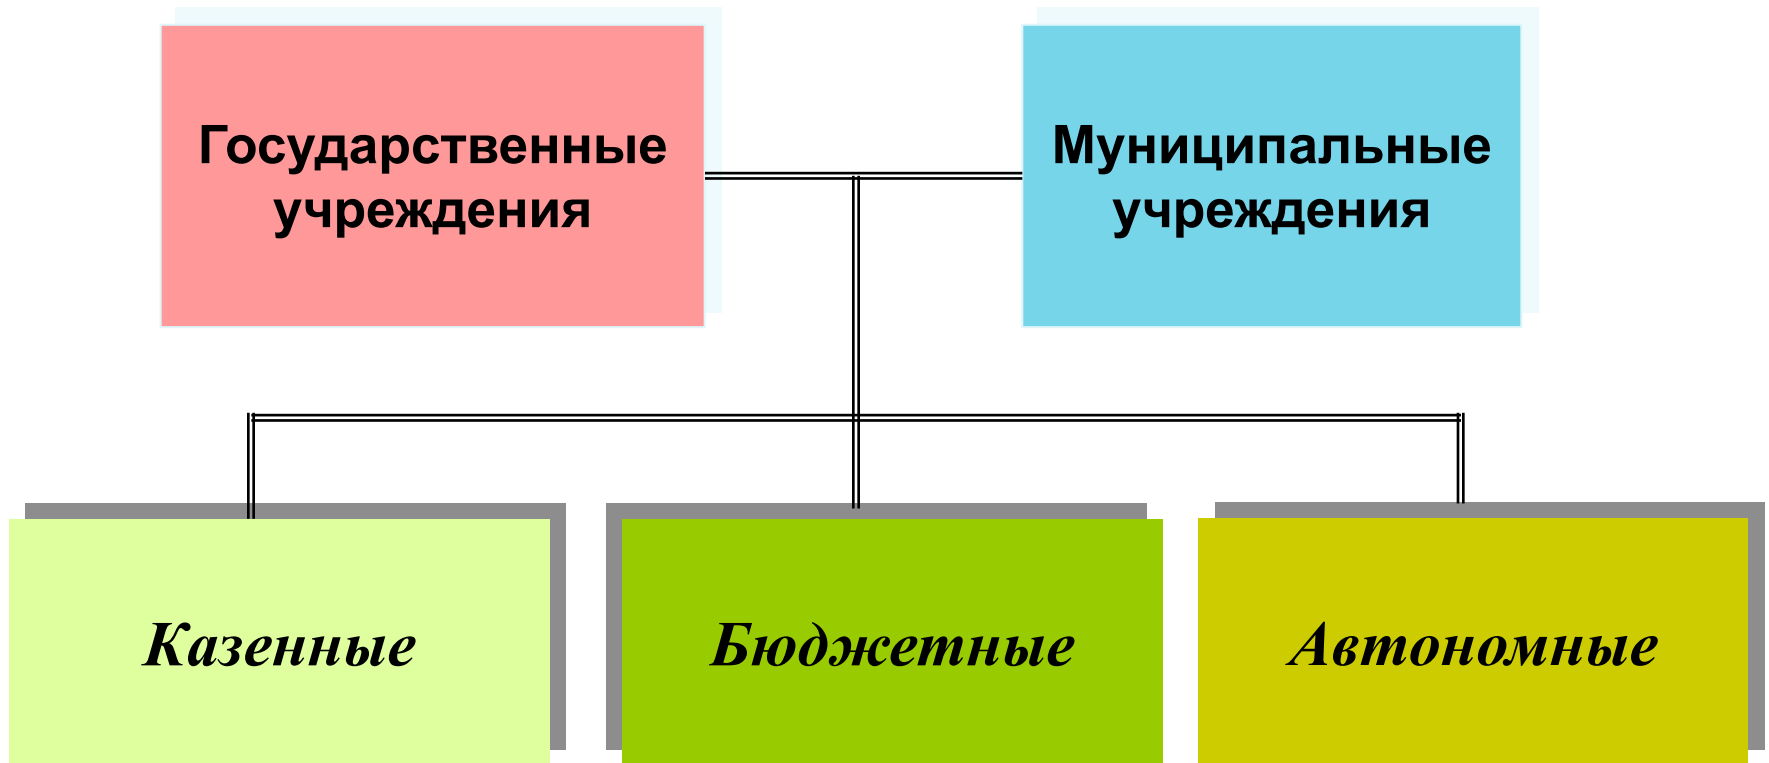 Государственные
учреждения
Муниципальные
учреждения
Казенные
Бюджетные
Автономные